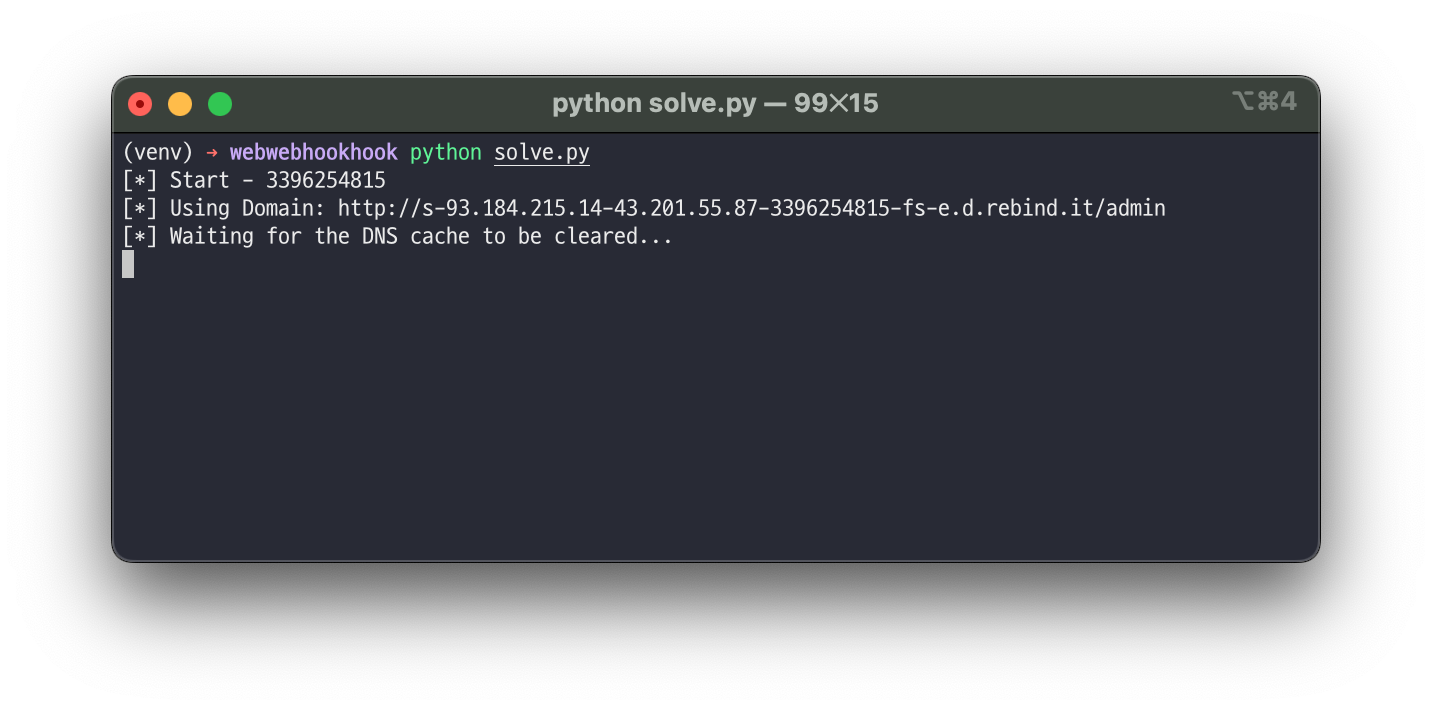 python solve.py — 99✕15
⌥⌘4
(venv) → webwebhookhook python solve.py
[*] Start - 3396254815
[*] Using Domain: http://s-93.184.215.14-43.201.55.87-3396254815-fs-e.d.rebind.it/admin
[*] Waiting for the DNS cache to be cleared...